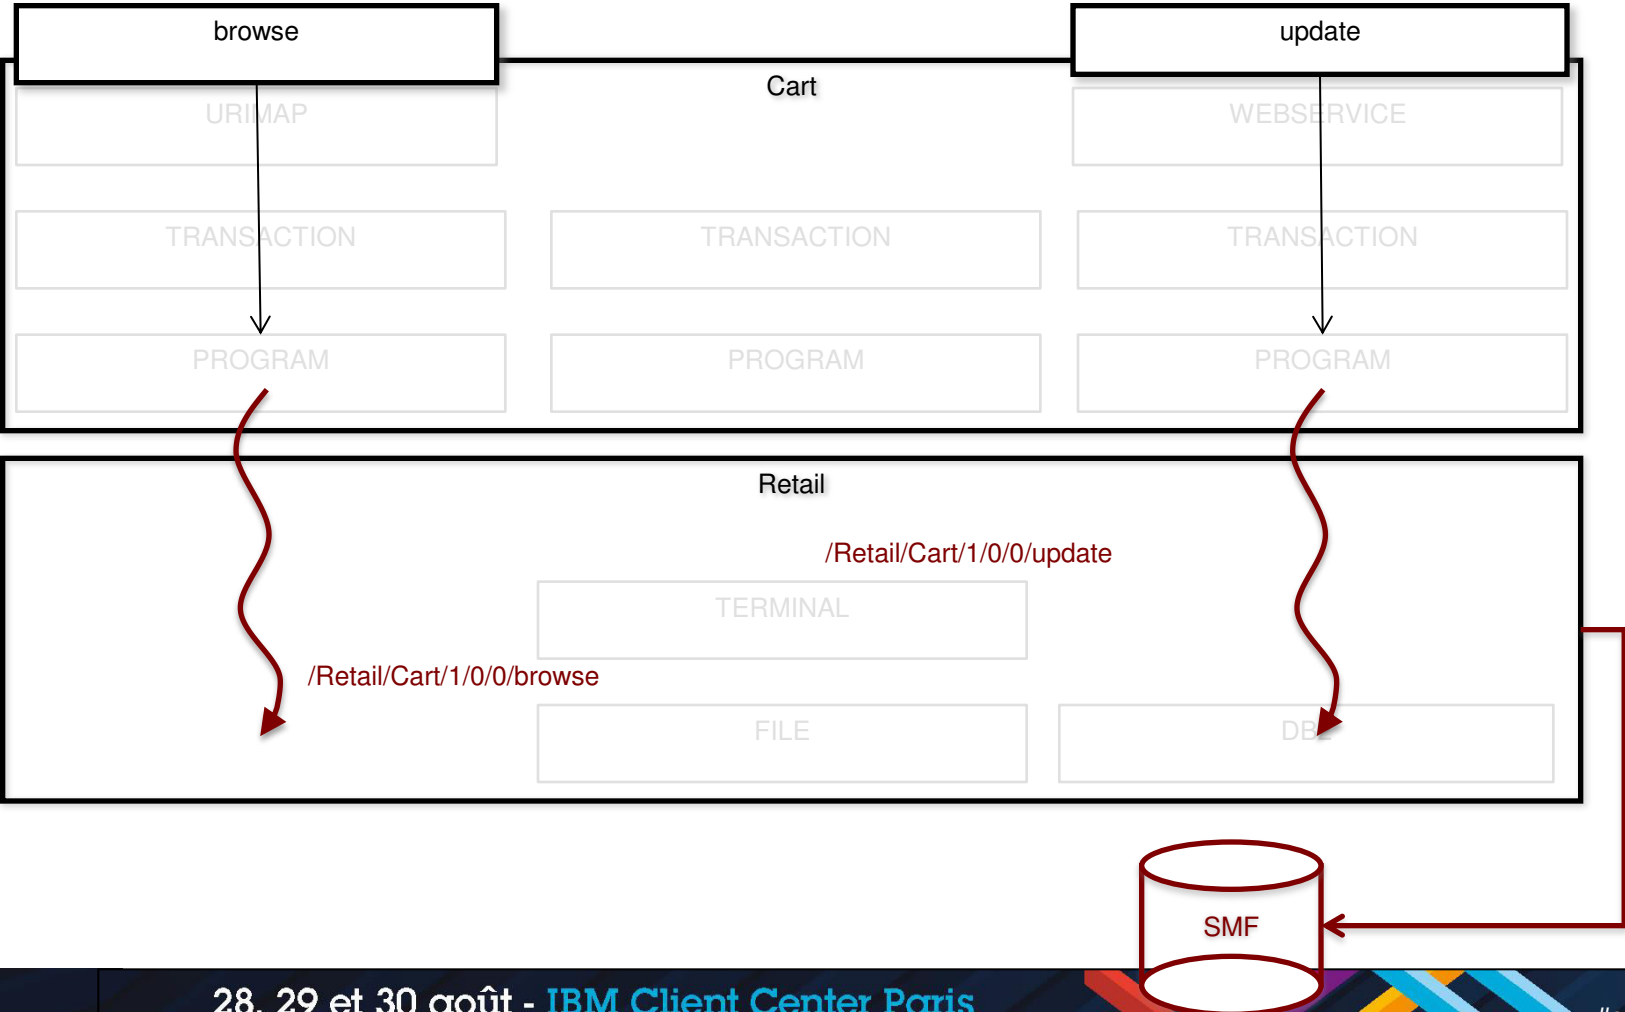 browse
update
Cart
URIMAP
WEBSERVICE
TRANSACTION
TRANSACTION
TRANSACTION
PROGRAM
PROGRAM
PROGRAM
Retail
/Retail/Cart/1/0/0/update
TERMINAL
/Retail/Cart/1/0/0/browse
FILE
DB2
SMF
28, 29 et 30 août - IBM Client Center Paris